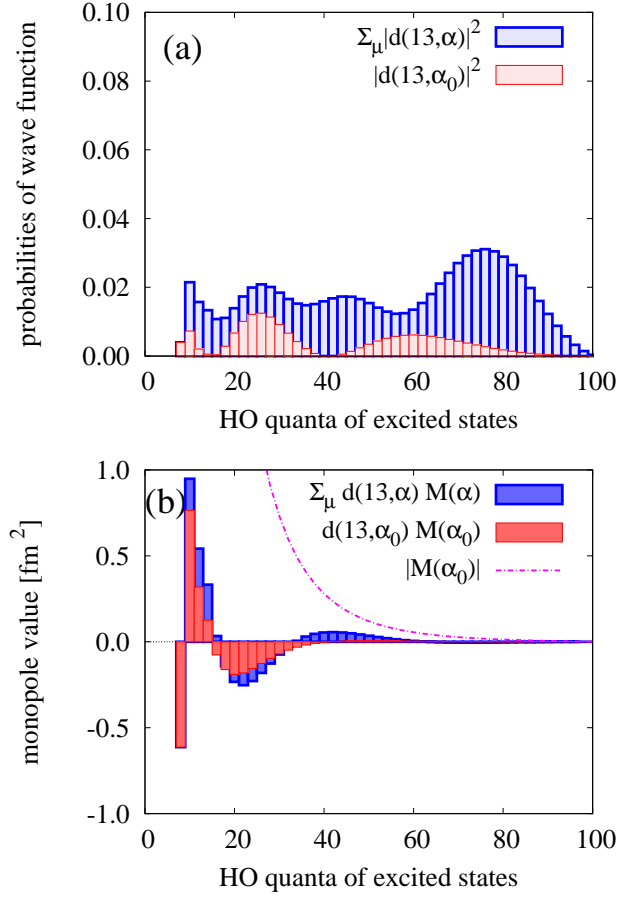 (a)
Σμ|d(13,α)|²
|d(13,α₀)|²
probabilities of wave function
0.10
0.08
0.06
0.04
0.02
0.00
0 20 40 60 80 100
HO quanta of excited states
(b)
Σμ d(13,α) M(α)
d(13,α₀) M(α₀)
|M(α₀)|
monopole value [fm²]
1.0
0.5
0.0
-0.5
-1.0
0 20 40 60 80 100
HO quanta of excited states